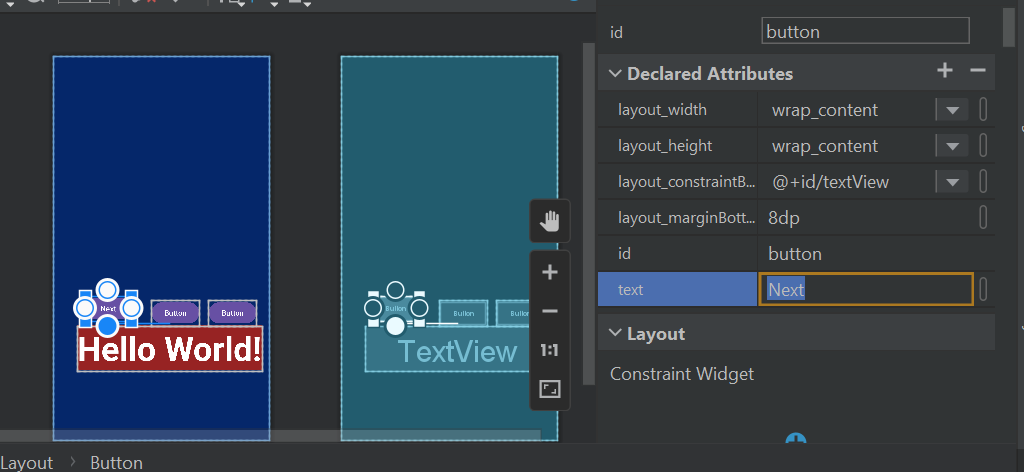 id
button
Declared Attributes
layout_width
wrap_content
layout_height
wrap_content
layout_constraintB...
@+id/textView
layout_marginBott...
8dp
id
button
text
Next
Layout
Constraint Widget
Next
Button
Button
Hello World!
Button
Button
Button
TextView
1:1
Layout
Button